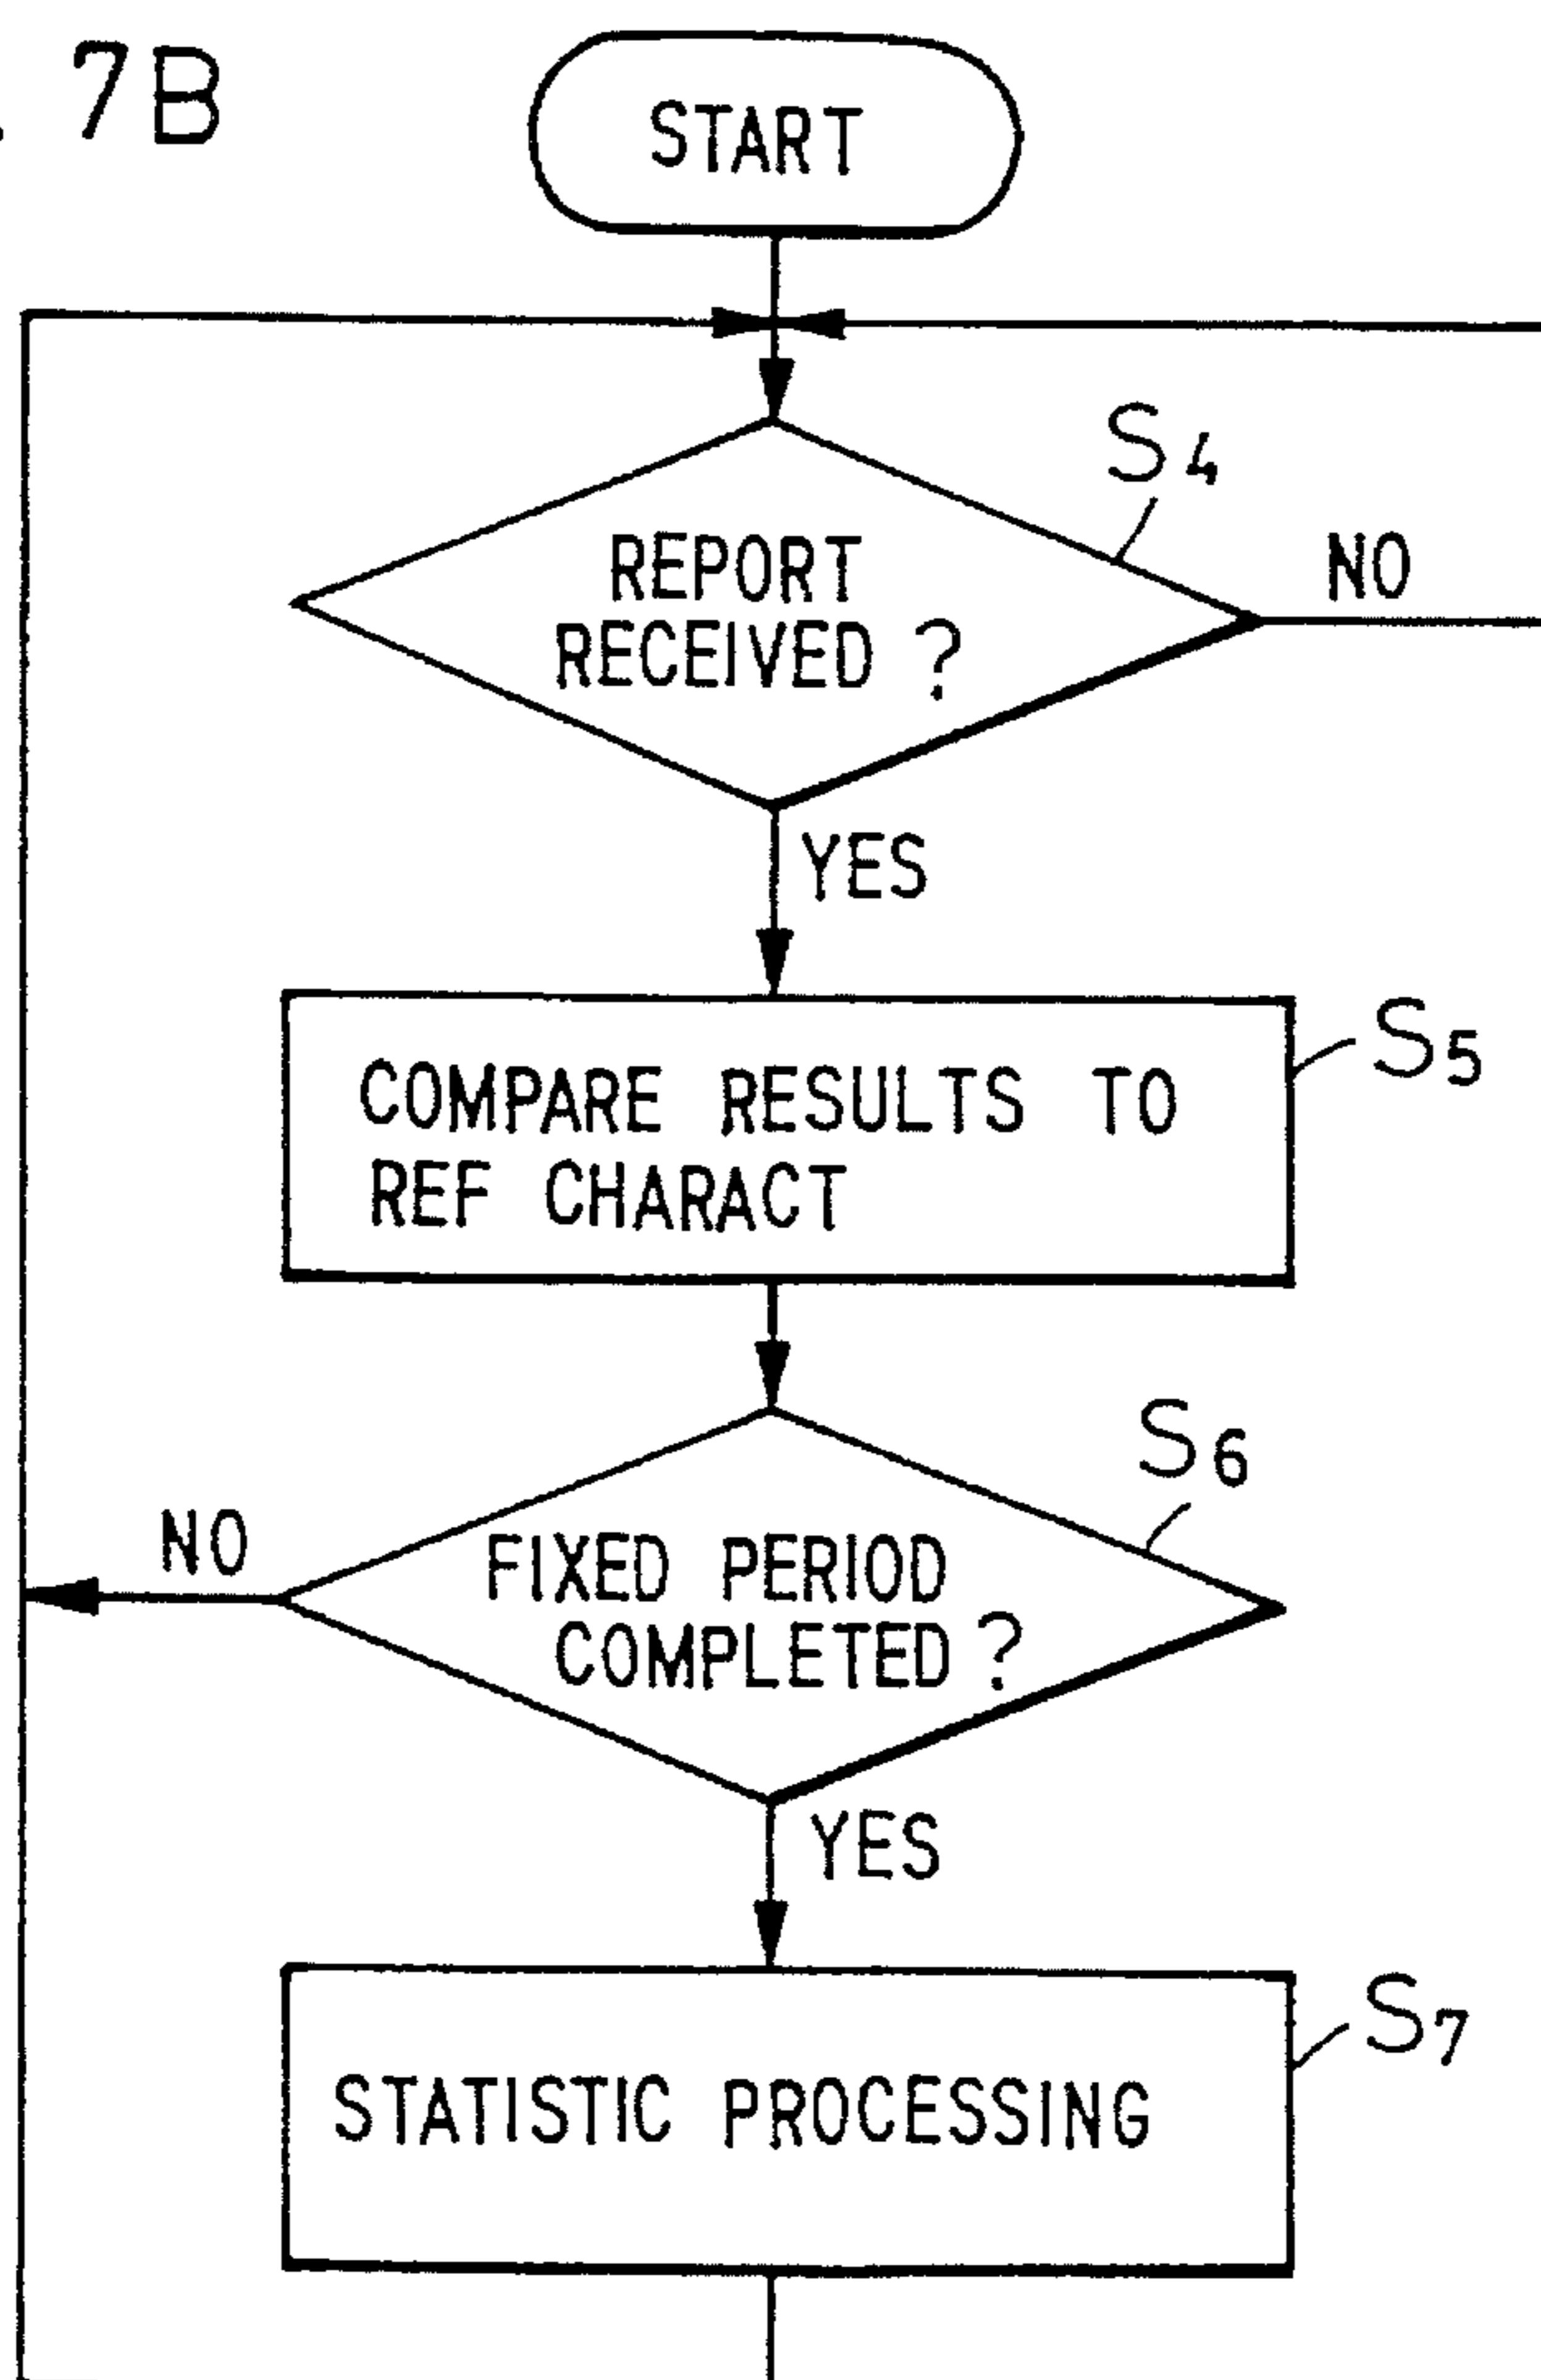 7B
START
S4
REPORT
RECEIVED ?
NO
YES
COMPARE RESULTS TO
REF CHARACT
S5
S6
FIXED PERIOD
COMPLETED ?
NO
YES
STATISTIC PROCESSING
S7